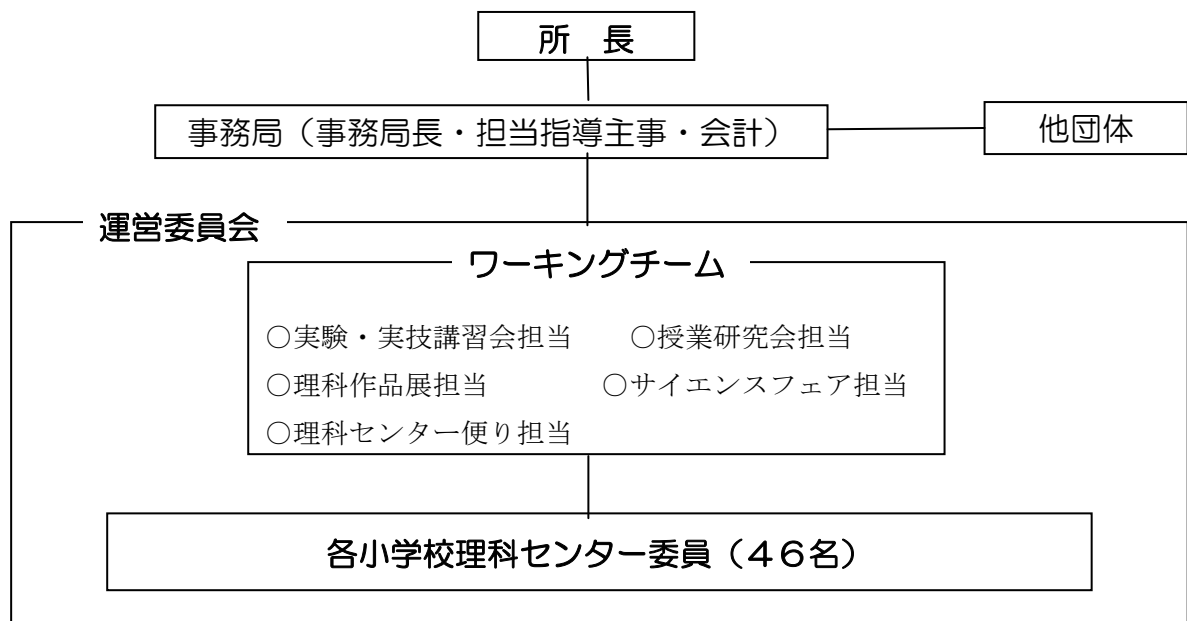 所　長
事務局（事務局長・担当指導主事・会計）
他団体
運営委員会
ワーキングチーム
○実験・実技講習会担当　　○授業研究会担当
○理科作品展担当　　　　○サイエンスフェア担当
○理科センター便り担当
各小学校理科センター委員（４６名）